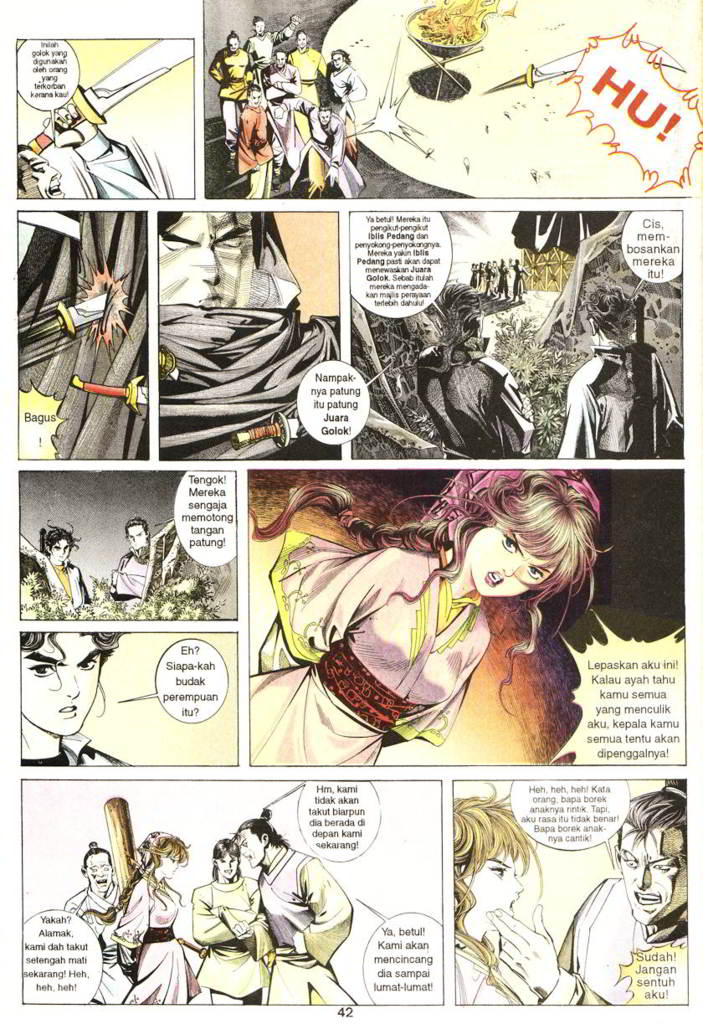 Inilah
golok yang
digunakan
oleh orang
yang
terkorban
kerana kau!
HU!
Bagus
!
Nampak-
nya patung
itu patung
Juara
Golok!
Ya betul! Mereka itu
pengikut-pengikut
Iblis Pedang dan
penyokong-penyokongnya.
Mereka yakin Iblis
Pedang pasti akan dapat
menewaskan Juara
Golok. Sebab itulah
mereka mengada-
kan majlis perayaan
terlebih dahulu!
Cis,
mem-
bosankan
mereka
itu!
Tengok!
Mereka
sengaja
memotong
tangan
patung!
Eh?
Siapa-kah
budak
perempuan
itu?
Lepaskan aku ini!
Kalau ayah tahu
kamu semua
yang menculik
aku, kepala kamu
semua tentu akan
dipenggalnya!
Hm, kami
tidak akan
takut biarpun
dia berada di
depan kami
sekarang!
Yakah?
Alamak,
kami dah takut
setengah mati
sekarang! Heh,
heh, heh!
Ya, betul!
Kami akan
mencincang
dia sampai
lumat-lumat!
Heh, heh, heh! Kata
orang, bapa borek
anaknya rintik. Tapi,
aku rasa itu tidak benar!
Bapa borek anak-
nya cantik!
Sudah!
Jangan
sentuh
aku!
42